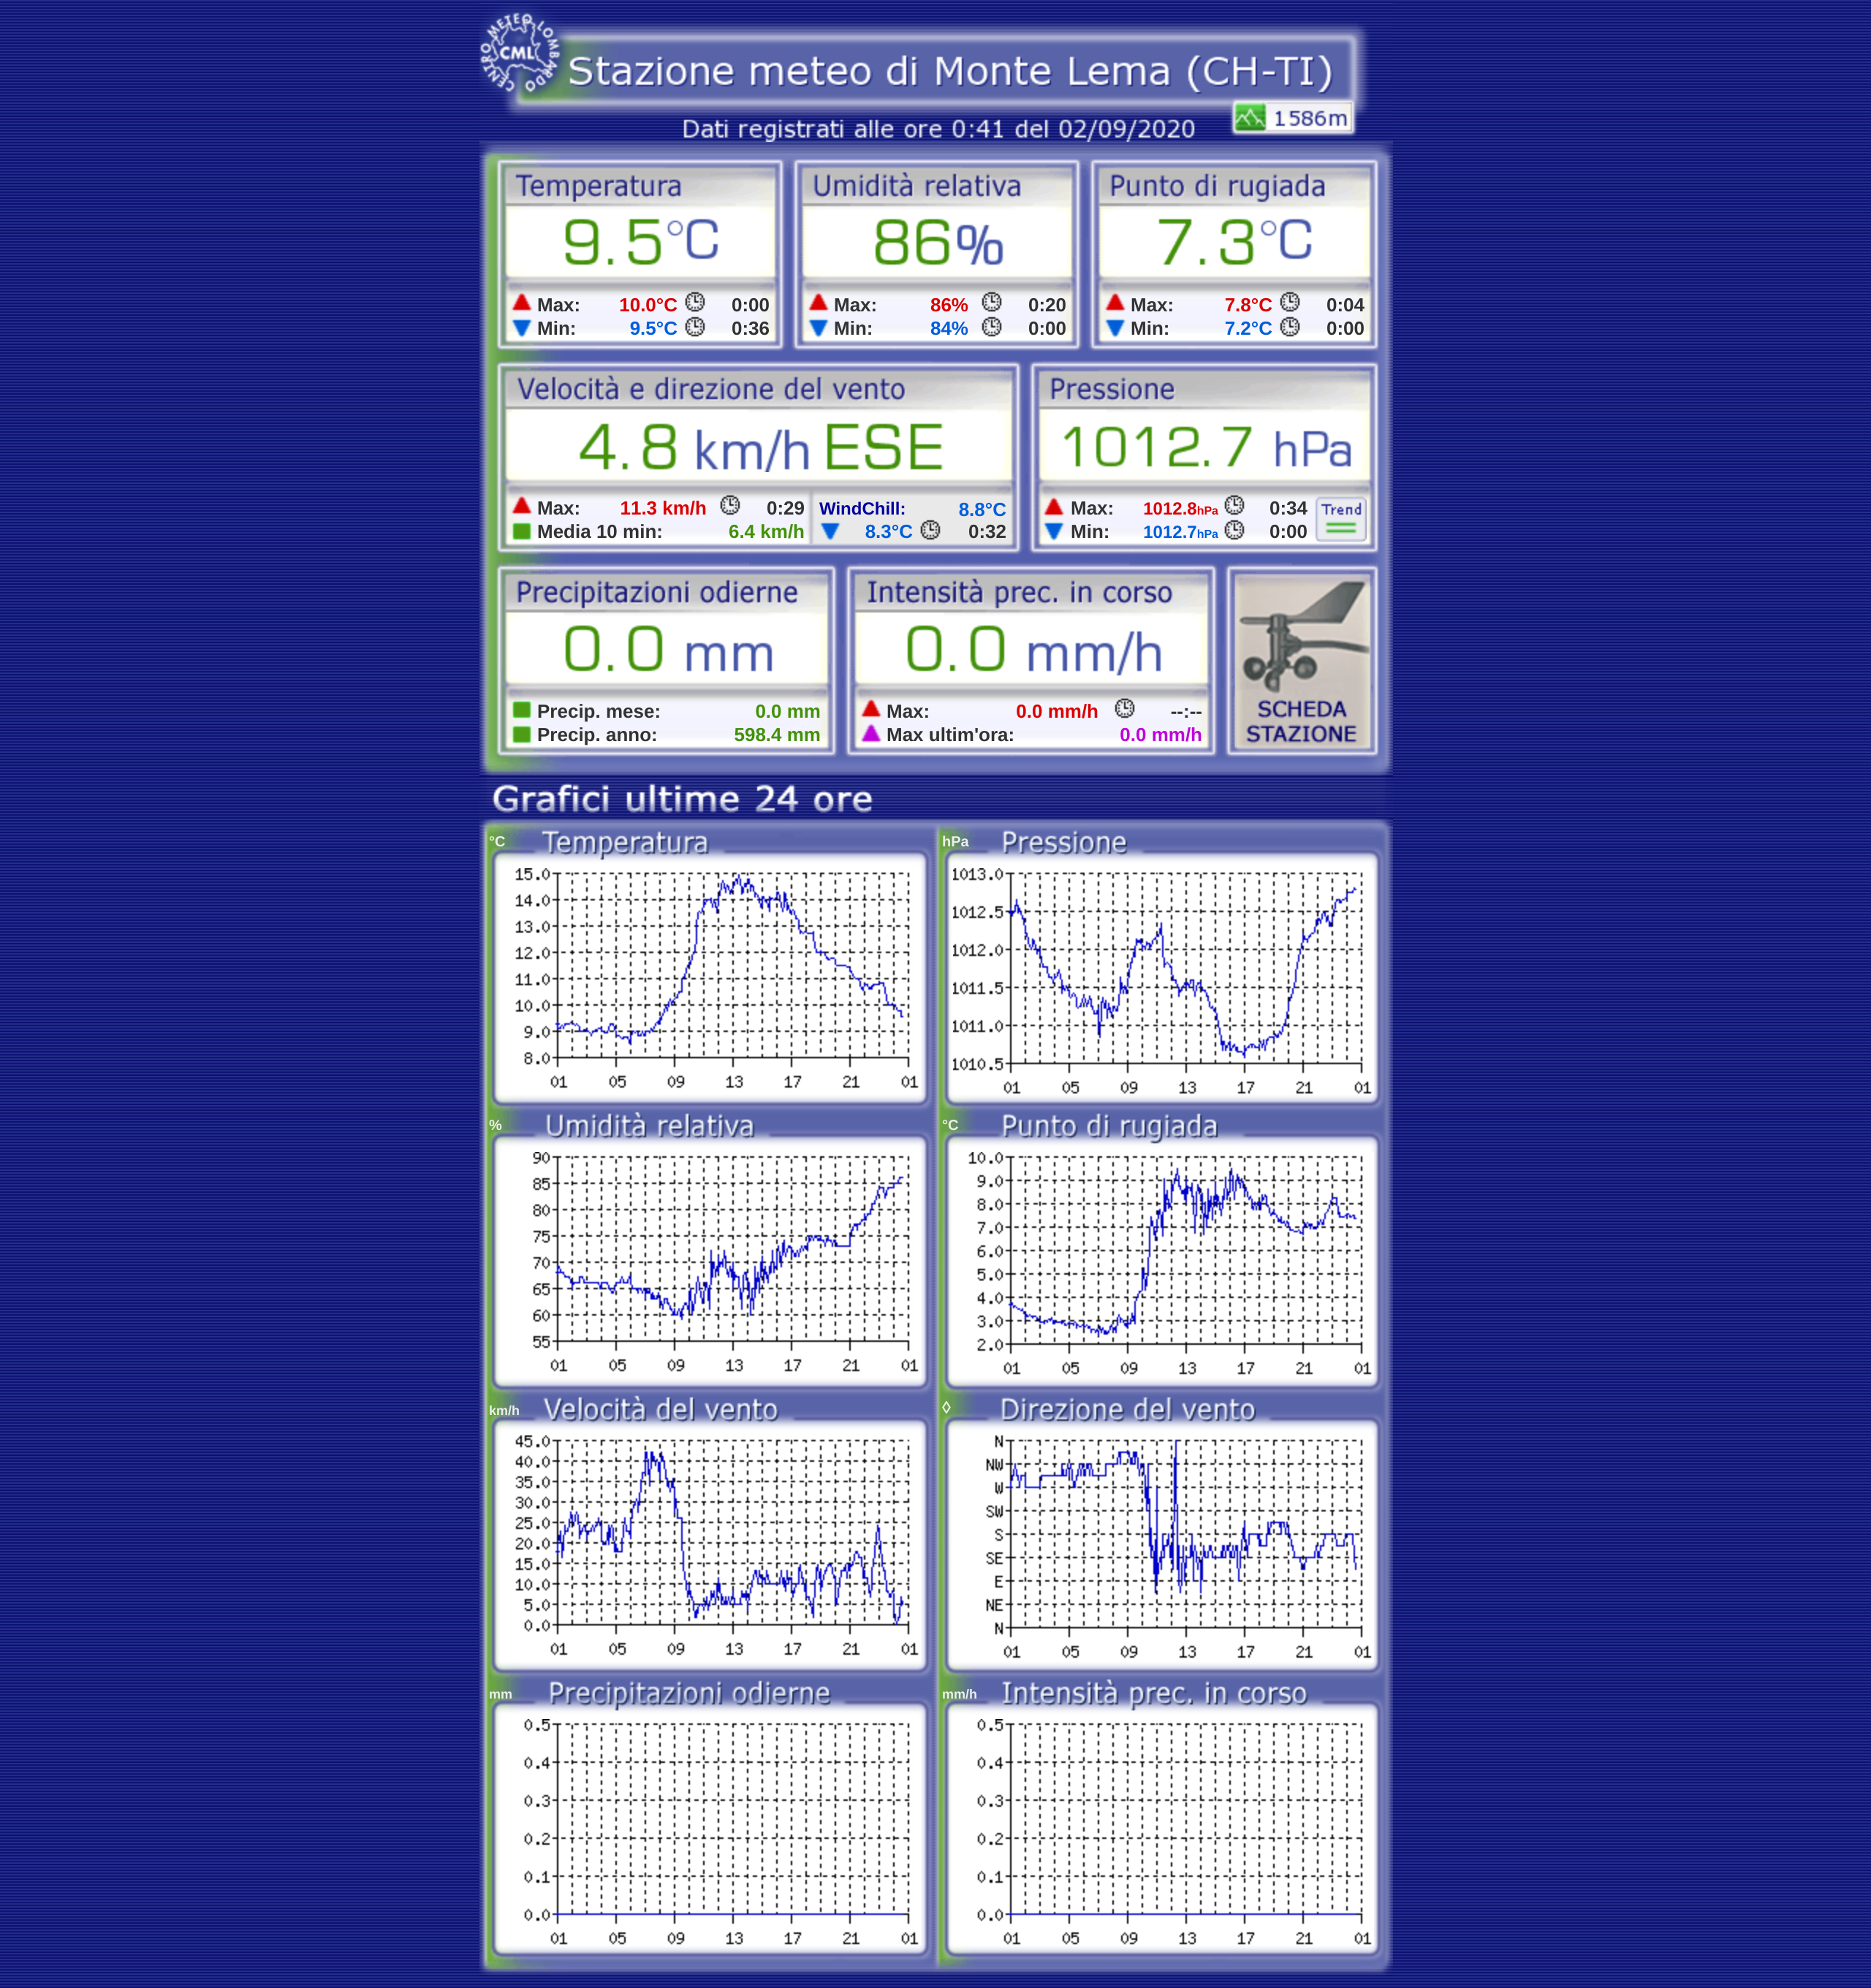 CENTRO METEO LOMBARDO
CML
Stazione meteo di Monte Lema (CH-TI)
1586m
Dati registrati alle ore 0:41 del 02/09/2020
Temperatura
9.5°C
Max: 10.0°C 0:00
Min: 9.5°C 0:36
Umidità relativa
86%
Max: 86% 0:20
Min: 84% 0:00
Punto di rugiada
7.3°C
Max: 7.8°C 0:04
Min: 7.2°C 0:00
Velocità e direzione del vento
4.8 km/h ESE
Max: 11.3 km/h 0:29
Media 10 min: 6.4 km/h
WindChill: 8.8°C
8.3°C 0:32
Pressione
1012.7 hPa
Max: 1012.8hPa 0:34
Min: 1012.7hPa 0:00
Trend
Precipitazioni odierne
0.0 mm
Precip. mese: 0.0 mm
Precip. anno: 598.4 mm
Intensità prec. in corso
0.0 mm/h
Max: 0.0 mm/h --:--
Max ultim'ora: 0.0 mm/h
SCHEDA
STAZIONE
Grafici ultime 24 ore
°C Temperatura
15.0
14.0
13.0
12.0
11.0
10.0
9.0
8.0
01 05 09 13 17 21 01
hPa Pressione
1013.0
1012.5
1012.0
1011.5
1011.0
1010.5
01 05 09 13 17 21 01
% Umidità relativa
90
85
80
75
70
65
60
55
01 05 09 13 17 21 01
°C Punto di rugiada
10.0
9.0
8.0
7.0
6.0
5.0
4.0
3.0
2.0
01 05 09 13 17 21 01
km/h Velocità del vento
45.0
40.0
35.0
30.0
25.0
20.0
15.0
10.0
5.0
0.0
01 05 09 13 17 21 01
◊ Direzione del vento
N
NW
W
SW
S
SE
E
NE
N
01 05 09 13 17 21 01
mm Precipitazioni odierne
0.5
0.4
0.3
0.2
0.1
0.0
01 05 09 13 17 21 01
mm/h Intensità prec. in corso
0.5
0.4
0.3
0.2
0.1
0.0
01 05 09 13 17 21 01